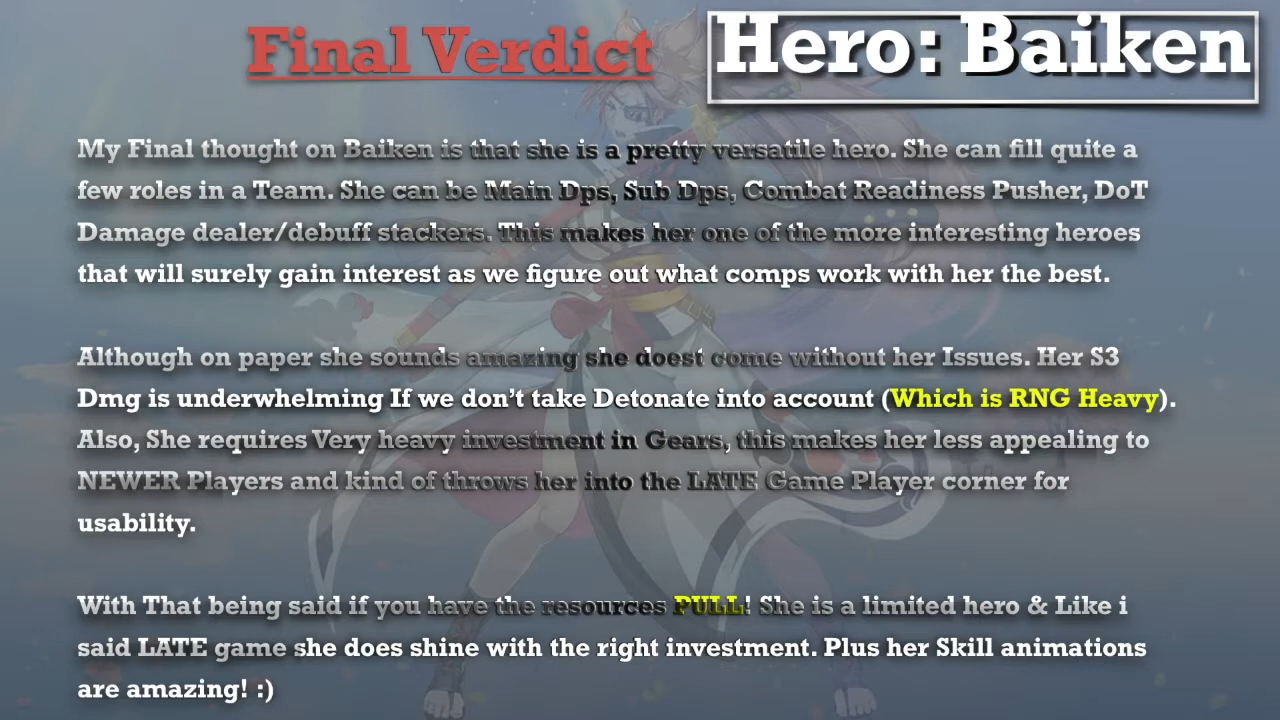 Final Verdict
Hero: Baiken
My Final thought on Baiken is that she is a pretty versatile hero. She can fill quite a
few roles in a Team. She can be Main Dps, Sub Dps, Combat Readiness Pusher, DoT
Damage dealer/debuff stackers. This makes her one of the more interesting heroes
that will surely gain interest as we figure out what comps work with her the best.
Although on paper she sounds amazing she doest come without her Issues. Her S3
Dmg is underwhelming If we don't take Detonate into account (Which is RNG Heavy).
Also, She requires Very heavy investment in Gears, this makes her less appealing to
NEWER Players and kind of throws her into the LATE Game Player corner for
usability.
With That being said if you have the resources PULL! She is a limited hero & Like i
said LATE game she does shine with the right investment. Plus her Skill animations
are amazing! :)